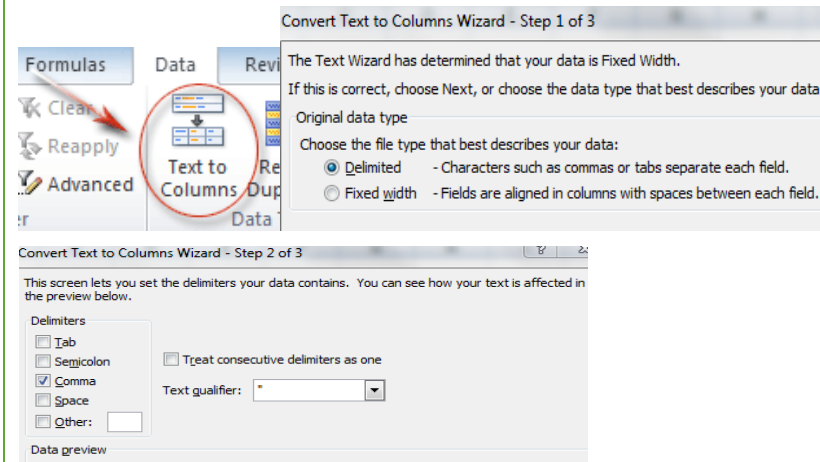 Convert Text to Columns Wizard - Step 1 of 3
The Text Wizard has determined that your data is Fixed Width.
If this is correct, choose Next, or choose the data type that best describes your data
Original data type
Choose the file type that best describes your data:
Delimited - Characters such as commas or tabs separate each field.
Fixed width - Fields are aligned in columns with spaces between each field.
Formulas Data Revi
Clear
Reapply
Advanced
Text to
Columns
Re
Dup
Data
Convert Text to Columns Wizard - Step 2 of 3
This screen lets you set the delimiters your data contains. You can see how your text is affected in
the preview below.
Delimiters
Tab
Semicolon
Comma
Space
Other:
Treat consecutive delimiters as one
Text qualifier: "
Data preview